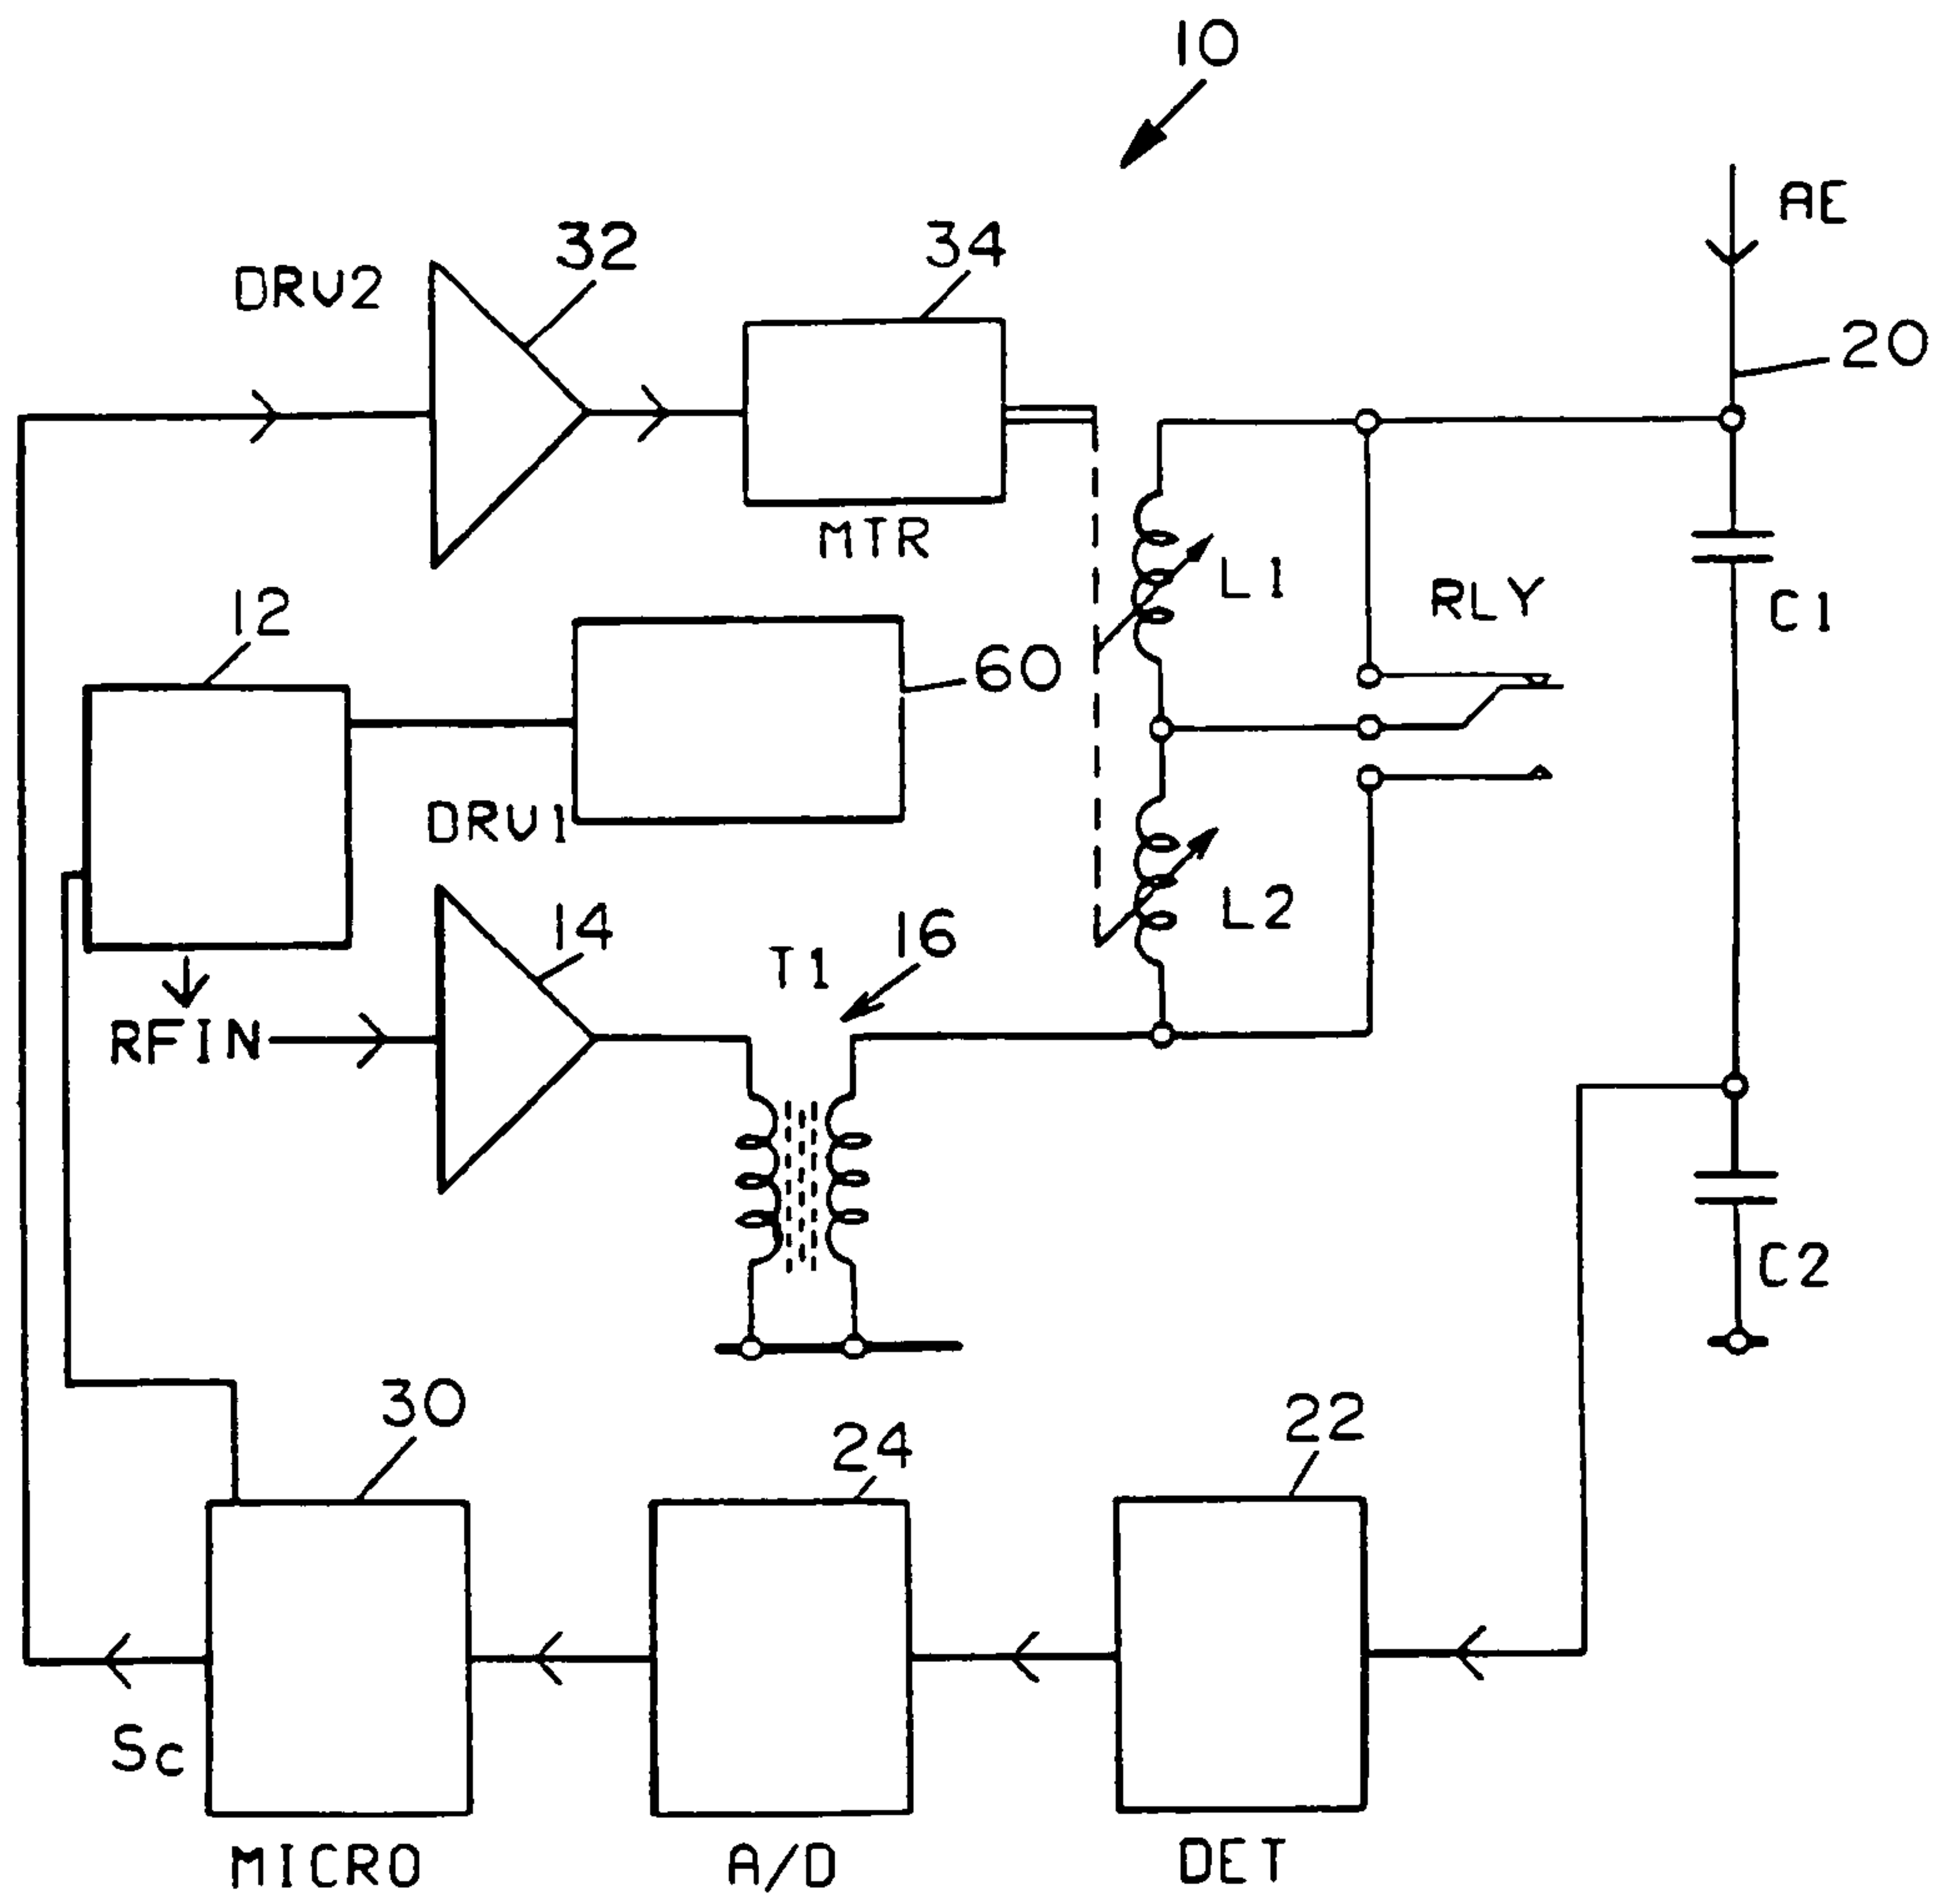 10
AE
32
34
DRV2
20
MTR
L1
RLY
C1
12
60
DRV1
14
T1
16
L2
RFIN
C2
30
24
22
Sc
MICRO
A/D
DET